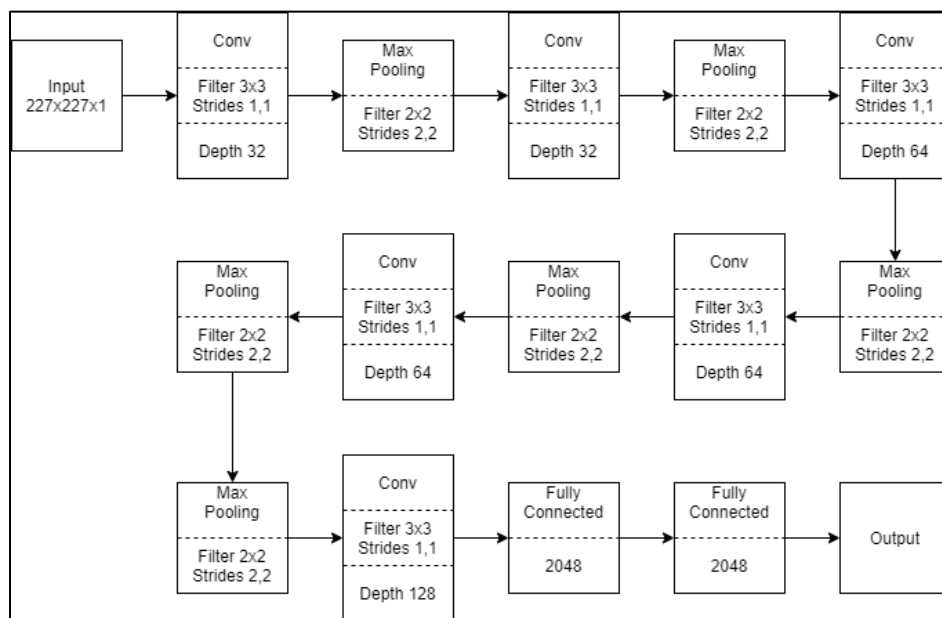 Input
227x227x1
Conv
Filter 3x3
Strides 1,1
Depth 32
Max
Pooling
Filter 2x2
Strides 2,2
Conv
Filter 3x3
Strides 1,1
Depth 32
Max
Pooling
Filter 2x2
Strides 2,2
Conv
Filter 3x3
Strides 1,1
Depth 64
Max
Pooling
Filter 2x2
Strides 2,2
Conv
Filter 3x3
Strides 1,1
Depth 64
Max
Pooling
Filter 2x2
Strides 2,2
Conv
Filter 3x3
Strides 1,1
Depth 64
Max
Pooling
Filter 2x2
Strides 2,2
Max
Pooling
Filter 2x2
Strides 2,2
Conv
Filter 3x3
Strides 1,1
Depth 128
Fully
Connected
2048
Fully
Connected
2048
Output